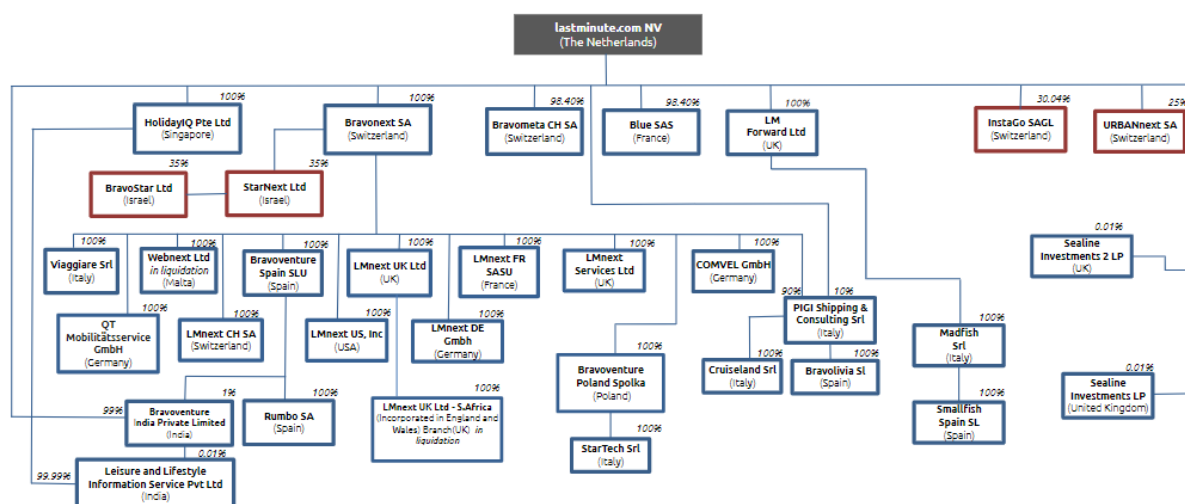 lastminute.com NV
(The Netherlands)
100%
HolidayIQ Pte Ltd
(Singapore)
100%
Bravonext SA
(Switzerland)
98.40%
Bravometa CH SA
(Switzerland)
98.40%
Blue SAS
(France)
100%
LM
Forward Ltd
(UK)
30.04%
InstaGo SAGL
(Switzerland)
25%
URBANnext SA
(Switzerland)
35%
BravoStar Ltd
(Israel)
35%
StarNext Ltd
(Israel)
100%
Viaggiare Srl
(Italy)
100%
Webnext Ltd
in liquidation
(Malta)
100%
Bravoventure
Spain SLU
(Spain)
100%
LMnext UK Ltd
(UK)
100%
LMnext FR
SASU
(France)
100%
LMnext
Services Ltd
(UK)
100%
COMVEL GmbH
(Germany)
0.01%
Sealine
Investments 2 LP
(UK)
100%
QT
Mobilitätsservice
GmbH
(Germany)
100%
LMnext CH SA
(Switzerland)
100%
LMnext US, Inc
(USA)
100%
LMnext DE
Gmbh
(Germany)
90%
10%
PIGI Shipping &
Consulting Srl
(Italy)
100%
Madfish
Srl
(Italy)
100%
Bravoventure
Poland Spolka
(Poland)
100%
Cruiseland Srl
(Italy)
100%
Bravolivia Sl
(Spain)
0.01%
Sealine
Investments LP
(United Kingdom)
99%
1%
Bravoventure
India Private Limited
(India)
100%
Rumbo SA
(Spain)
100%
LMnext UK Ltd - S.Africa
(Incorporated in England and
Wales) Branch(UK) in
liquidation
100%
StarTech Srl
(Italy)
100%
Smallfish
Spain SL
(Spain)
99.99%
0.01%
Leisure and Lifestyle
Information Service Pvt Ltd
(India)